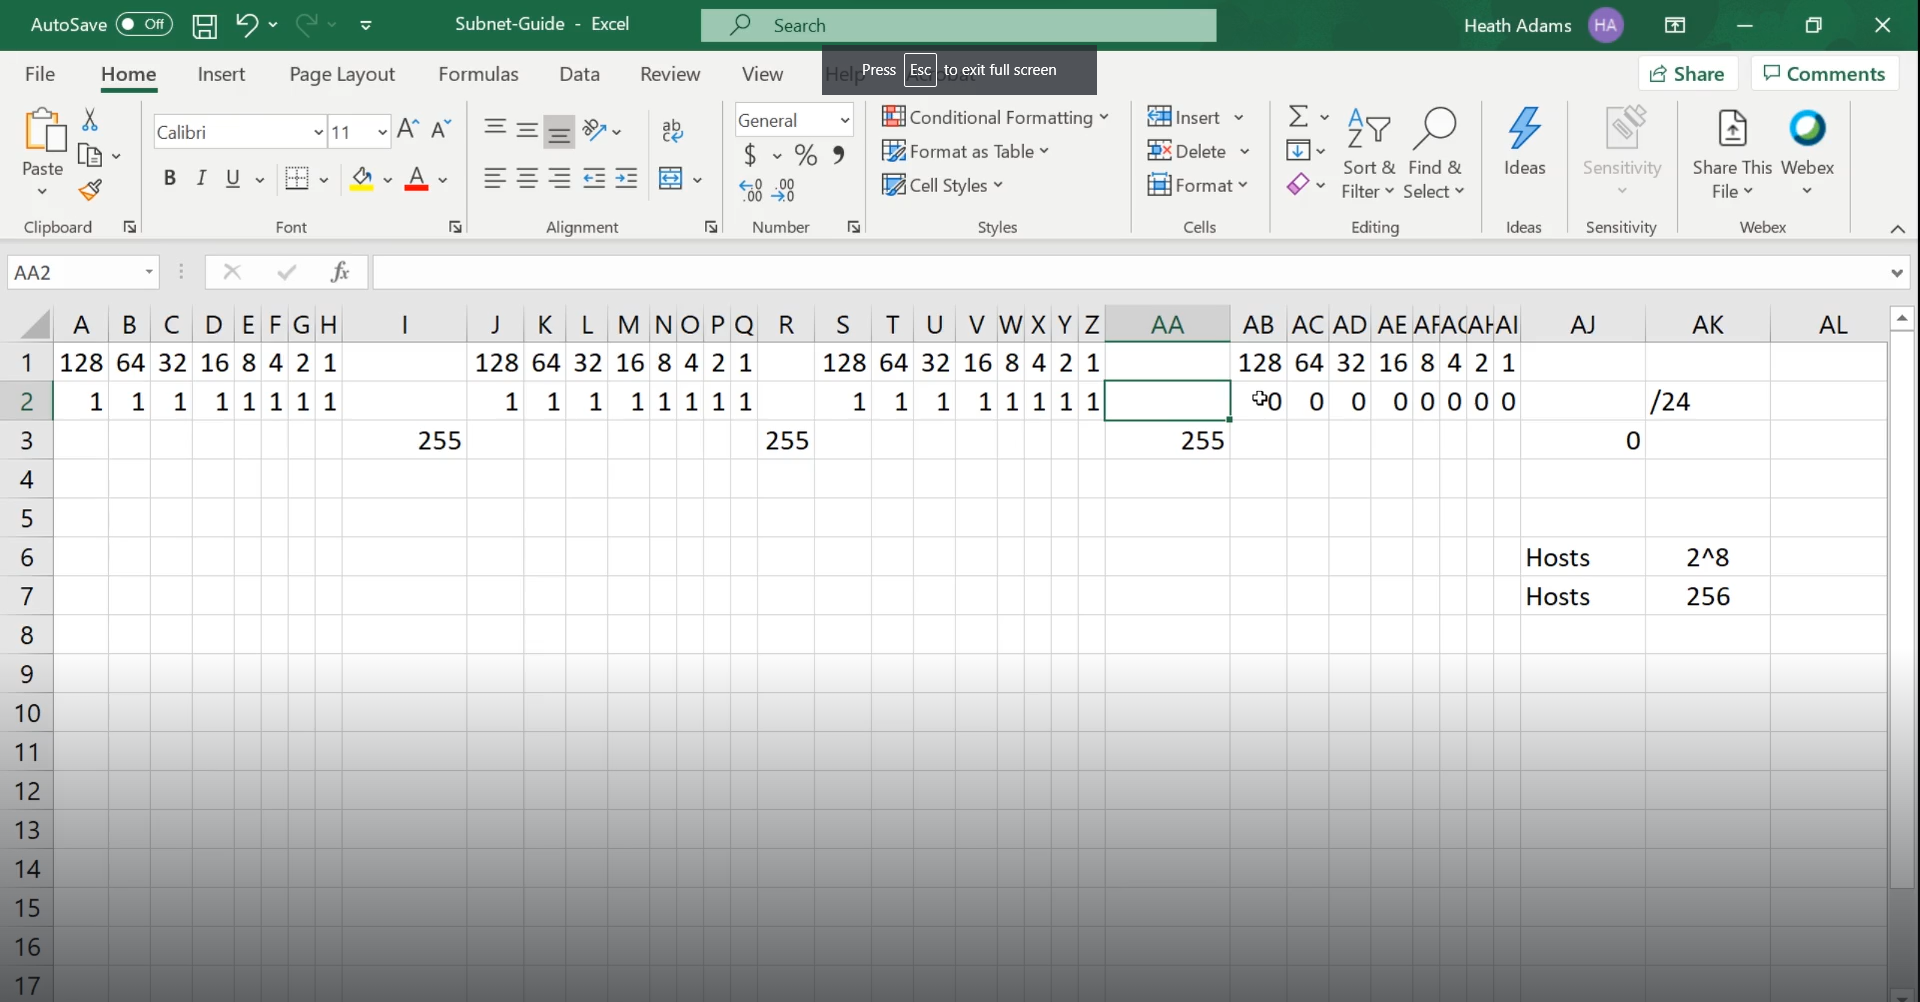 AutoSave Off Subnet-Guide - Excel Search Heath Adams HA
File Home Insert Page Layout Formulas Data Review View Help Share Comments
Press Esc to exit full screen
Paste Calibri 11 General Conditional Formatting Format as Table Cell Styles Insert Delete Format Sort & Filter Find & Select Ideas Sensitivity Share This File Webex
Clipboard Font Alignment Number Styles Cells Editing Ideas Sensitivity Webex
AA2 fx
A B C D E F G H I J K L M N O P Q R S T U V W X Y Z AA AB AC AD AE AI AJ AK AL
1 128 64 32 16 8 4 2 1 128 64 32 16 8 4 2 1 128 64 32 16 8 4 2 1 128 64 32 16 8 4 2 1
2 1 1 1 1 1 1 1 1 1 1 1 1 1 1 1 1 1 1 1 1 1 1 1 1 0 0 0 0 0 0 0 0 /24
3 255 255 255 0
4
5
6 Hosts 2^8
7 Hosts 256
8
9
10
11
12
13
14
15
16
17